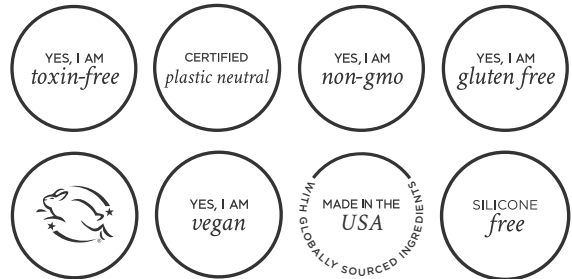 YES, I AM
toxin-free
CERTIFIED
plastic neutral
YES, I AM
non-gmo
YES, I AM
gluten free
®
YES, I AM
vegan
MADE IN THE
USA
WITH GLOBALLY SOURCED INGREDIENTS
SILICONE
free